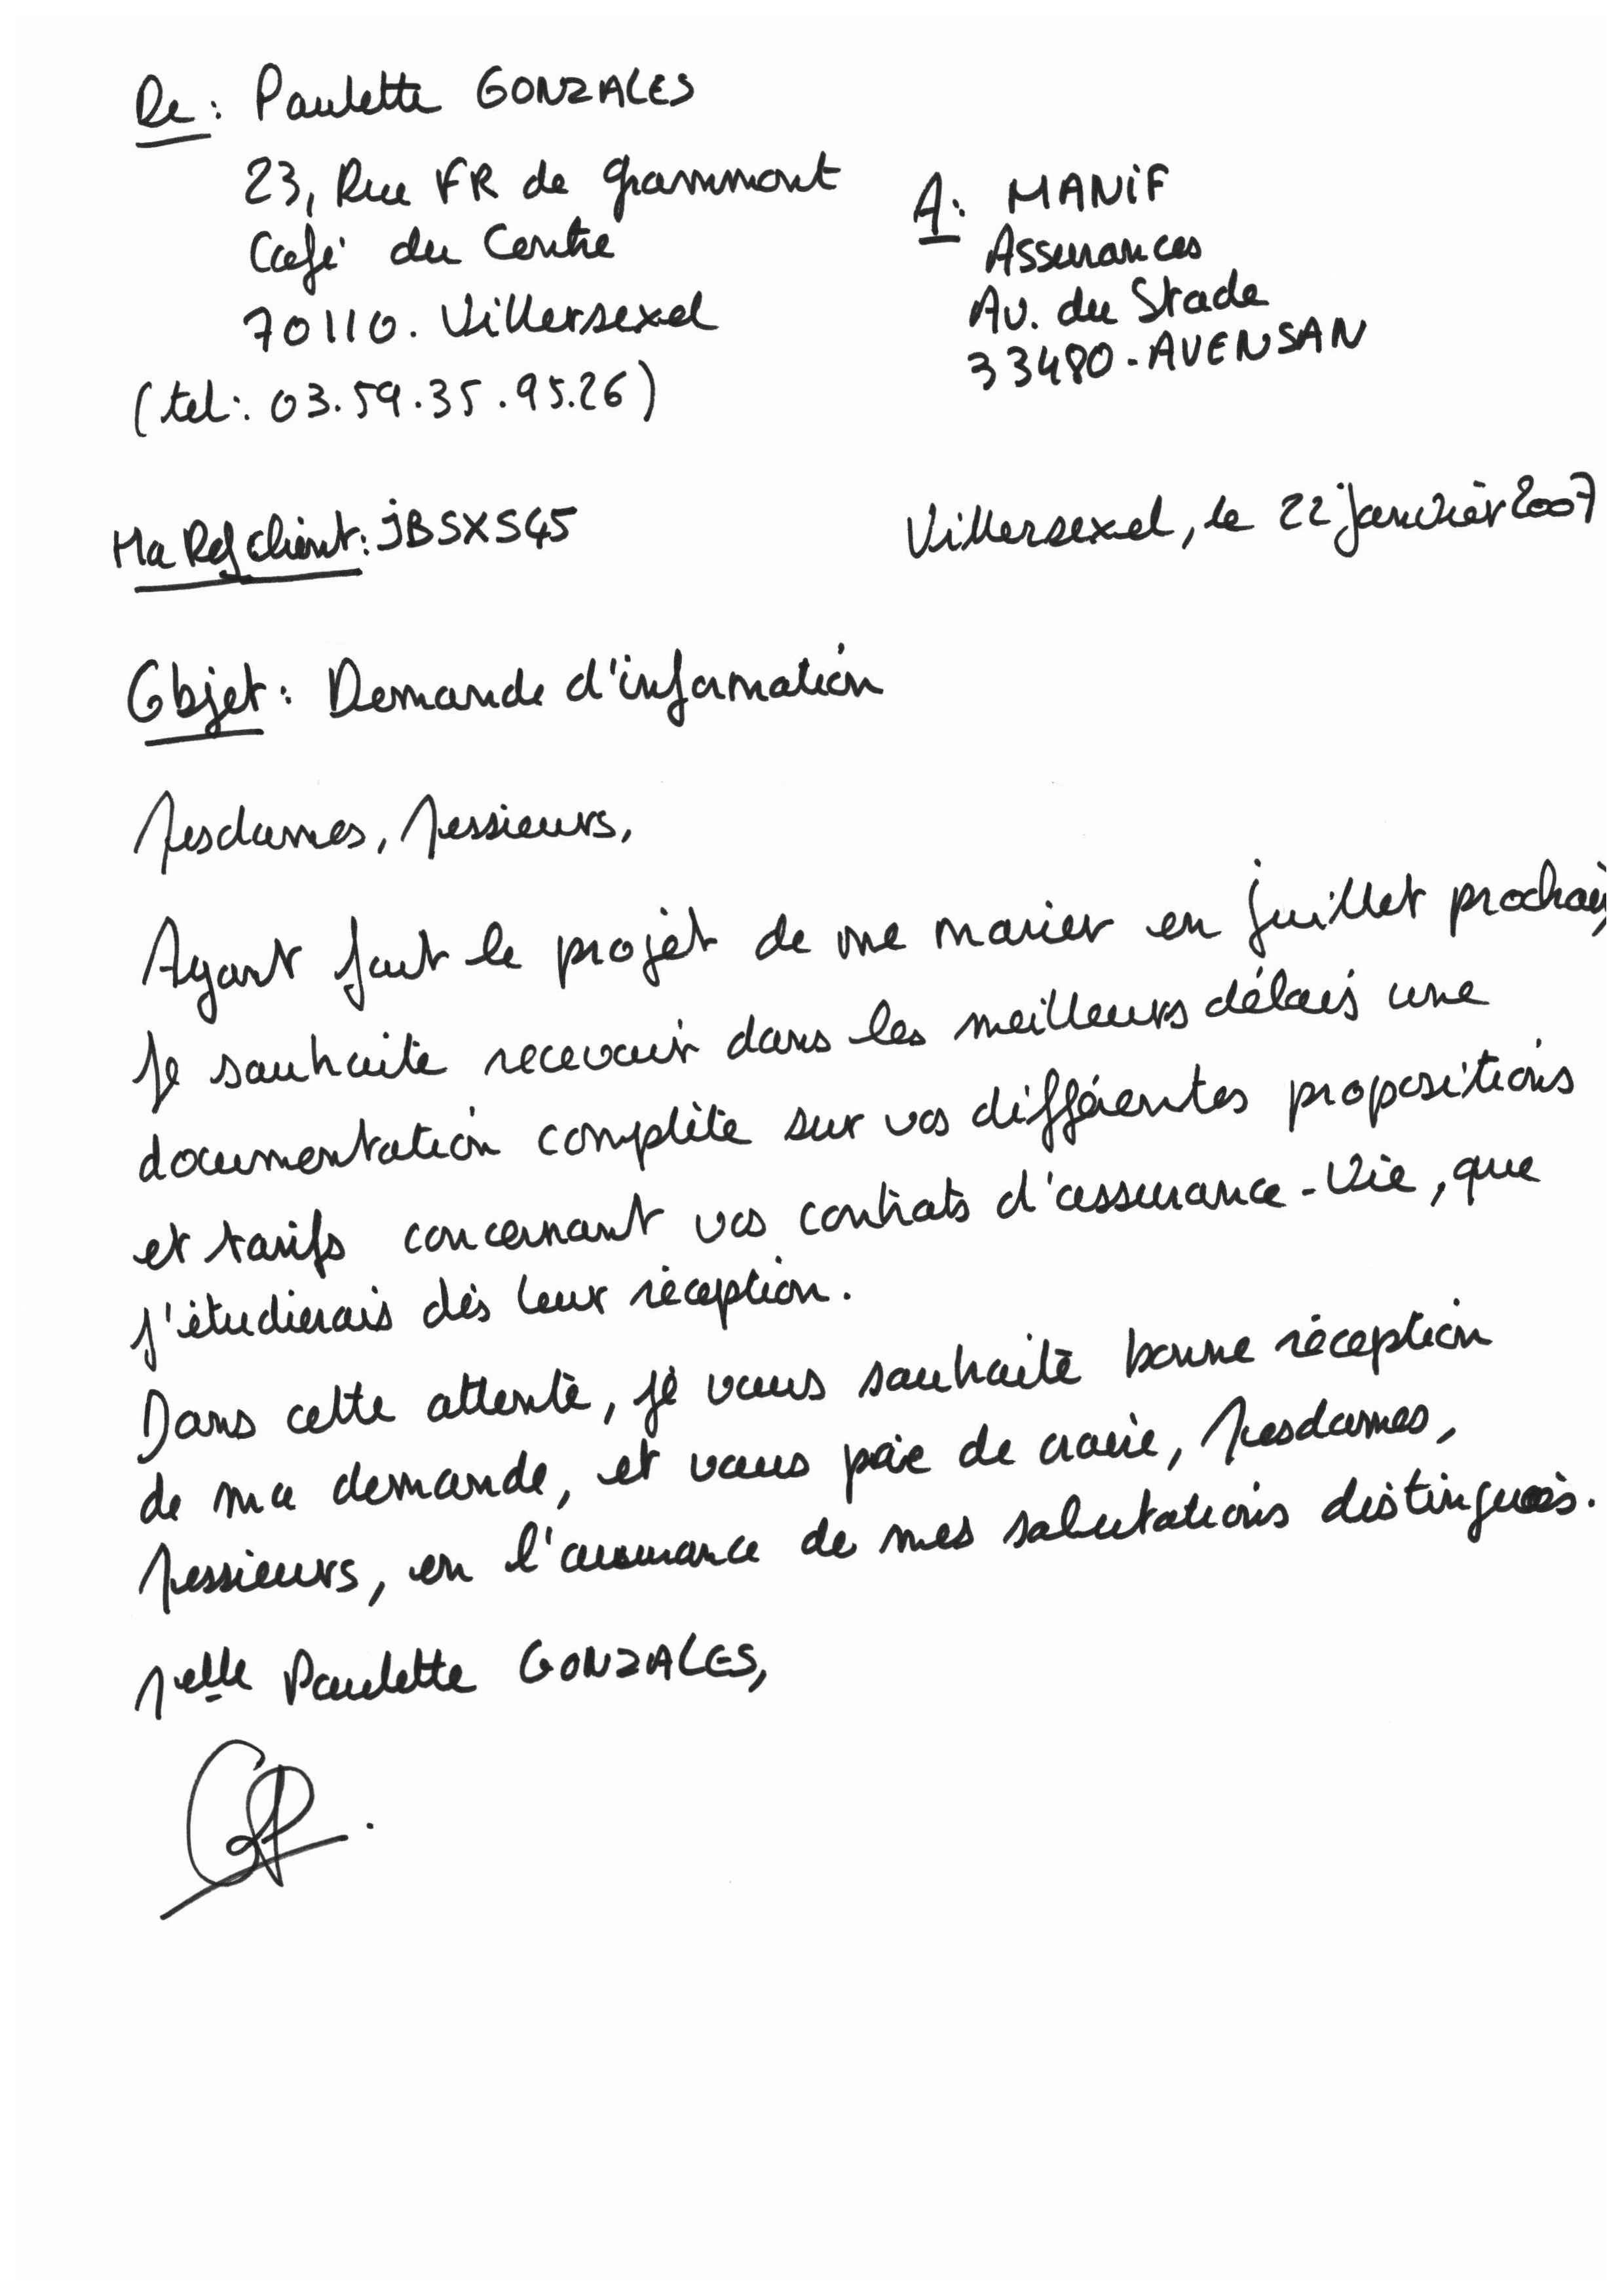 De : Paulette GONZALES
23, Rue FR de Grammont
Café du Centre
70110. Villersexel
(tel : 03.59.35.95.26)
A : MANIF
Assurances
Av. du Stade
33480 - AVENSAN
Ma Ref client : JBSXS45
Villersexel, le 22 janvier 2007
Objet : Demande d'information
Mesdames, Messieurs,
Ayant fait le projet de me marier en juillet prochain,
je souhaite recevoir dans les meilleurs délais une
documentation complète sur vos différentes propositions
et tarifs concernant vos contrats d'assurance-Vie, que
j'étudierais dès leur réception.
Dans cette attente, je vous souhaite bonne réception
de ma demande, et vous prie de croire, Mesdames,
Messieurs, en l'assurance de mes salutations distinguées.
Melle Paulette GONZALES,
GP